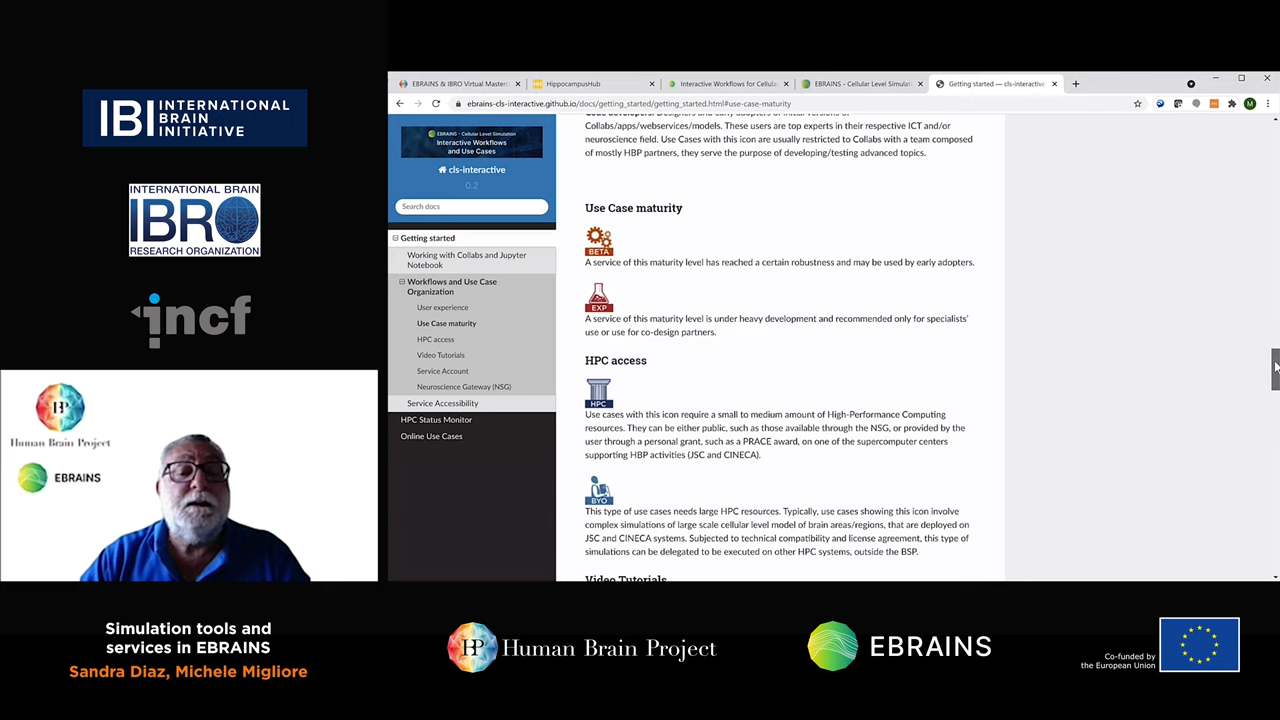 IBI INTERNATIONAL
BRAIN
INITIATIVE
INTERNATIONAL BRAIN
IBRO
RESEARCH ORGANIZATION
incf
Human Brain Project
EBRAINS
Simulation tools and
services in EBRAINS
Sandra Diaz, Michele Migliore
EBRAINS & IBRO Virtual Master
HippocampusHub
Interactive Workflows for Cellula
EBRAINS - Cellular Level Simulati
Getting started — cls-interactive
ebrains-cls-interactive.github.io/docs/getting_started/getting_started.html#use-case-maturity
EBRAINS - Cellular Level Simulation
Interactive Workflows
and Use Cases
cls-interactive
0.2
Search docs
Getting started
Working with Collabs and Jupyter
Notebook
Workflows and Use Case
Organization
User experience
Use Case maturity
HPC access
Video Tutorials
Service Account
Neuroscience Gateway (NSG)
Service Accessibility
HPC Status Monitor
Online Use Cases
Code developers: Designers and early adopters of initial versions of
Collabs/apps/webservices/models. These users are top experts in their respective ICT and/or
neuroscience field. Use Cases with this icon are usually restricted to Collabs with a team composed
of mostly HBP partners, they serve the purpose of developing/testing advanced topics.
Use Case maturity
BETA
A service of this maturity level has reached a certain robustness and may be used by early adopters.
EXP
A service of this maturity level is under heavy development and recommended only for specialists'
use or use for co-design partners.
HPC access
HPC
Use cases with this icon require a small to medium amount of High-Performance Computing
resources. They can be either public, such as those available through the NSG, or provided by the
user through a personal grant, such as a PRACE award, on one of the supercomputer centers
supporting HBP activities (JSC and CINECA).
BYO
This type of use cases needs large HPC resources. Typically, use cases showing this icon involve
complex simulations of large scale cellular level model of brain areas/regions, that are deployed on
JSC and CINECA systems. Subjected to technical compatibility and license agreement, this type of
simulations can be delegated to be executed on other HPC systems, outside the BSP.
Video Tutorials
HBP Human Brain Project
EBRAINS
Co-funded by
the European Union